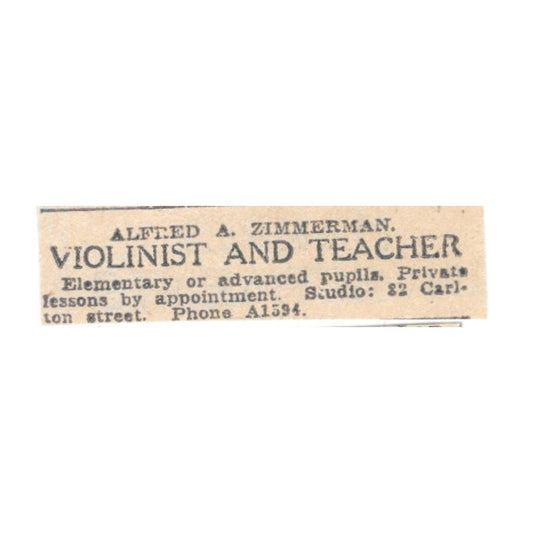 ALFRED A. ZIMMERMAN.
VIOLINIST AND TEACHER
Elementary or advanced pupils. Private
lessons by appointment. Studio: 82 Carl-
ton street. Phone A1594.